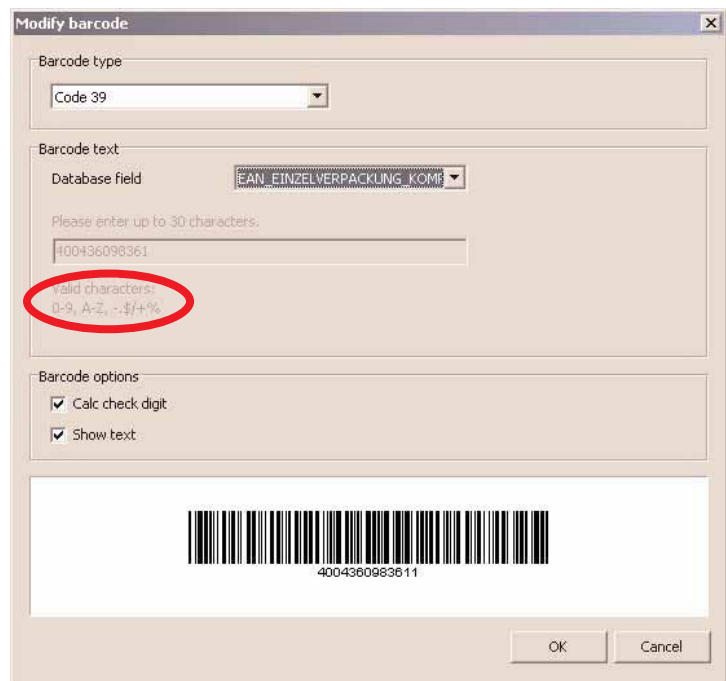 Modify barcode
Barcode type
Code 39
Barcode text
Database field EAN_EINZELVERPACKUNG_KOMF
Please enter up to 30 characters.
400436098361
Valid characters:
0-9, A-Z, -.$/+%
Barcode options
Calc check digit
Show text
4004360983611
OK Cancel